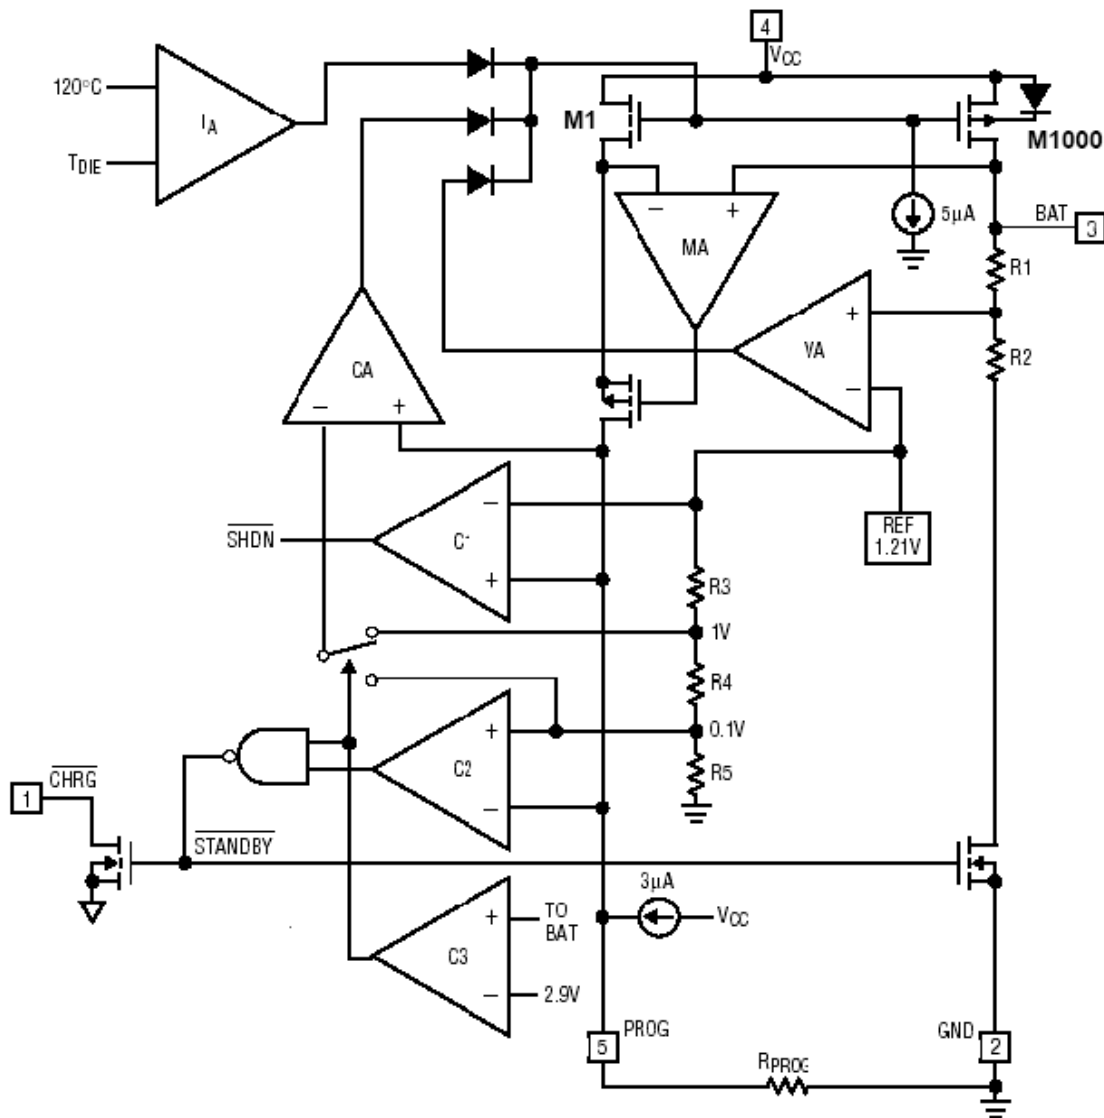 4
VCC
120°C
IA
TDIE
M1
M1000
5µA
BAT
3
− +
MA
R1
+
VA
−
R2
CA
− +
REF
1.21V
−
C
+
SHDN
R3
1V
R4
0.1V
+
C2
−
R5
CHRG
1
STANDBY
3µA
VCC
+
TO
BAT
C3
−
2.9V
PROG
5
GND
2
RPROG